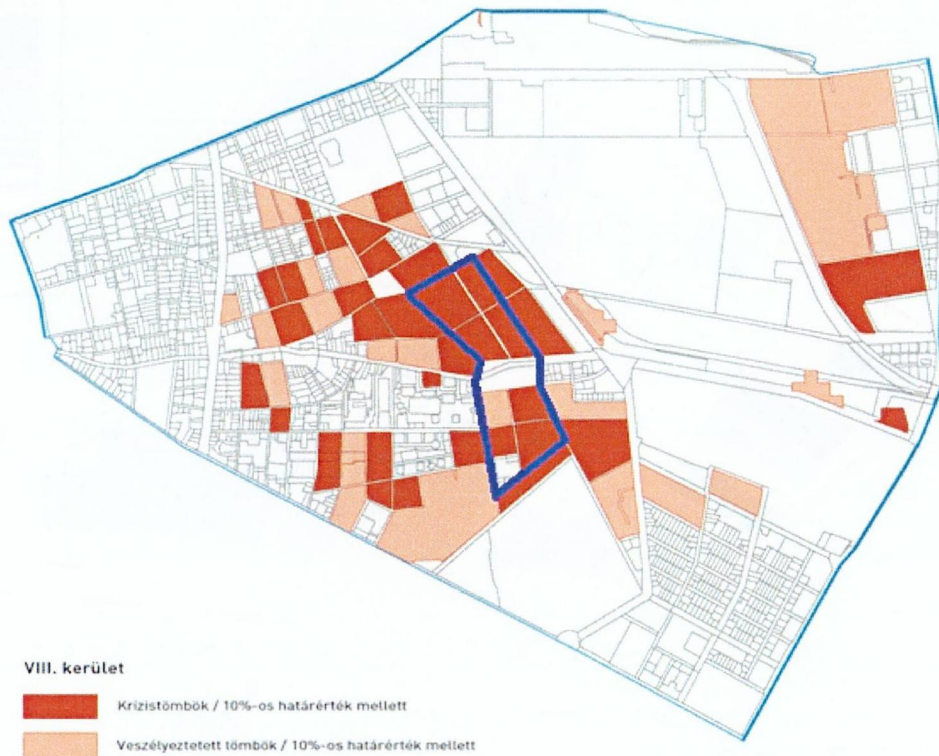 VIII. kerület
Krízistömbök / 10%-os határérték mellett
Veszélyeztetett tömbök / 10%-os határérték mellett